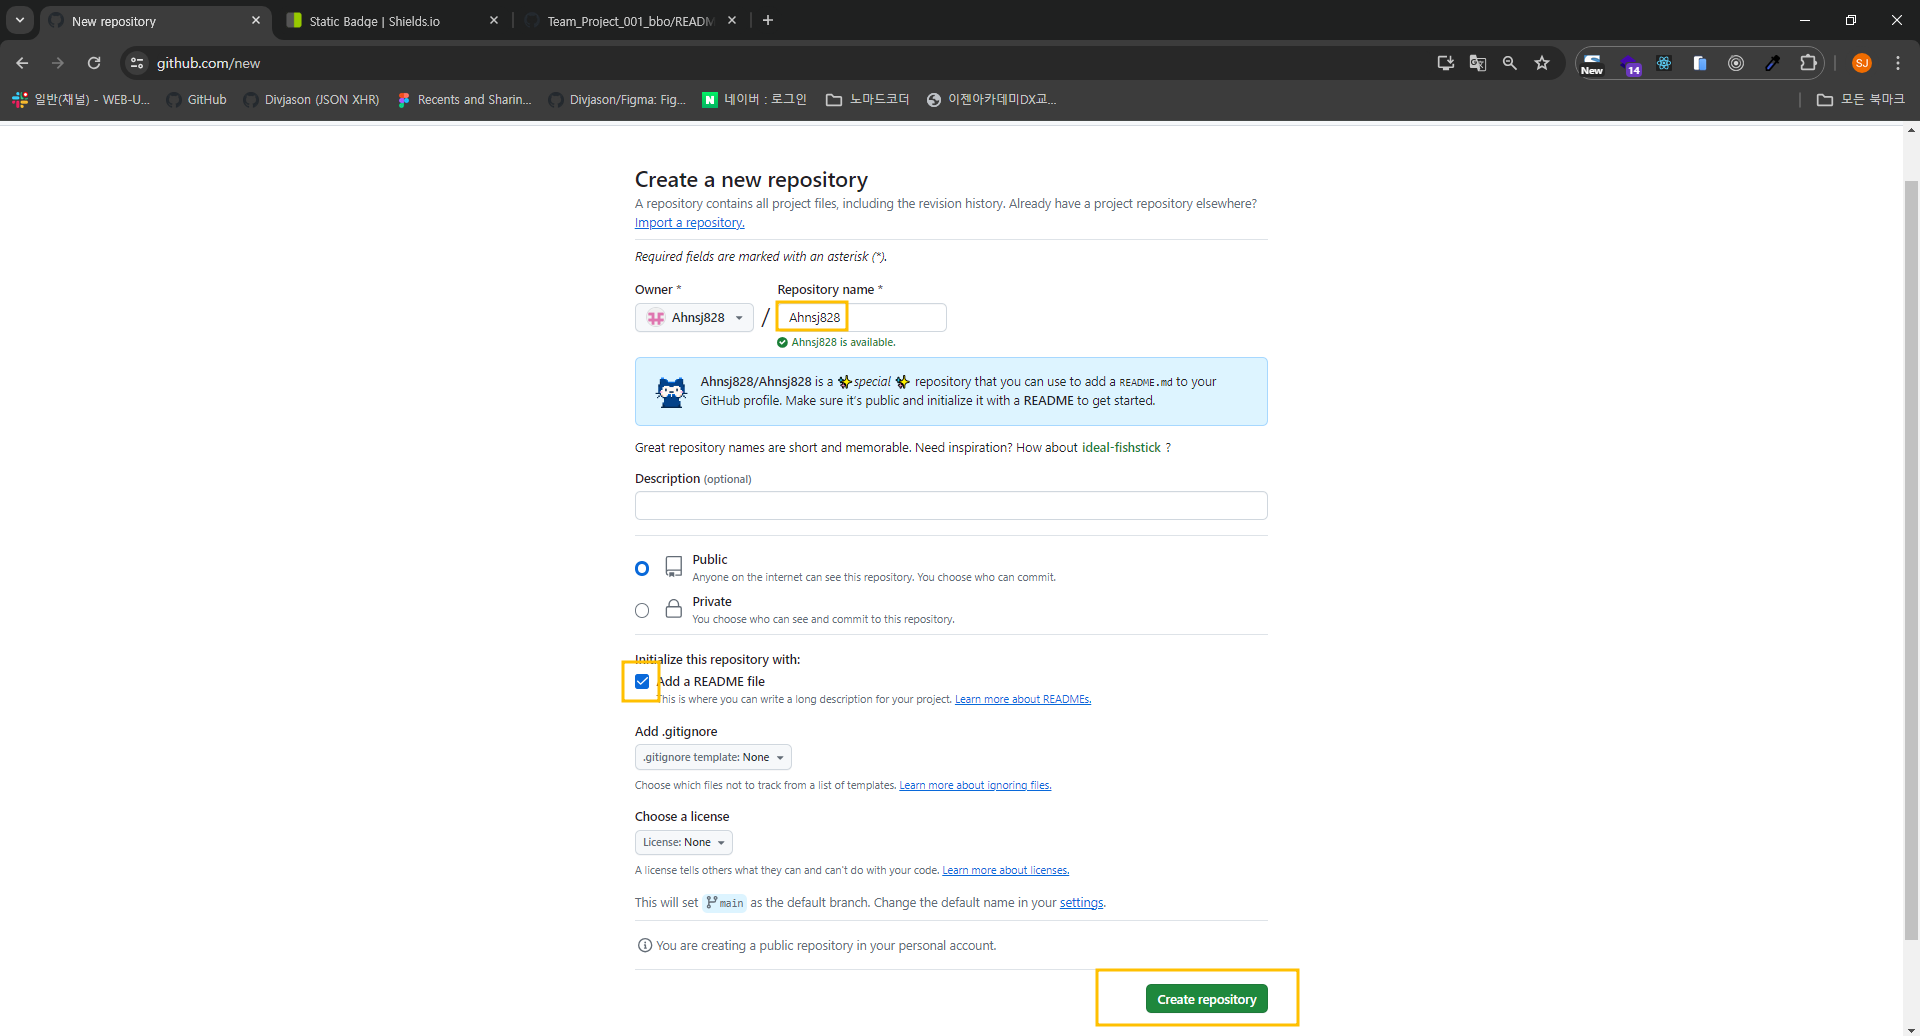 New repository
Static Badge | Shields.io
Team_Project_001_bbo/READM
github.com/new
New
14
SJ
일반(채널) - WEB-U...
GitHub
Divjason (JSON XHR)
Recents and Sharin...
Divjason/Figma: Fig...
N
네이버 : 로그인
노마드코더
이젠아카데미DX교...
모든 북마크
Create a new repository
A repository contains all project files, including the revision history. Already have a project repository elsewhere?
Import a repository.
Required fields are marked with an asterisk (*).
Owner *
Repository name *
Ahnsj828
/
Ahnsj828
Ahnsj828 is available.
Ahnsj828/Ahnsj828 is a ✨special ✨ repository that you can use to add a README.md to your
GitHub profile. Make sure it's public and initialize it with a README to get started.
Great repository names are short and memorable. Need inspiration? How about ideal-fishstick ?
Description (optional)
Public
Anyone on the internet can see this repository. You choose who can commit.
Private
You choose who can see and commit to this repository.
Initialize this repository with:
Add a README file
This is where you can write a long description for your project. Learn more about READMEs.
Add .gitignore
.gitignore template: None
Choose which files not to track from a list of templates. Learn more about ignoring files.
Choose a license
License: None
A license tells others what they can and can't do with your code. Learn more about licenses.
This will set main as the default branch. Change the default name in your settings.
You are creating a public repository in your personal account.
Create repository